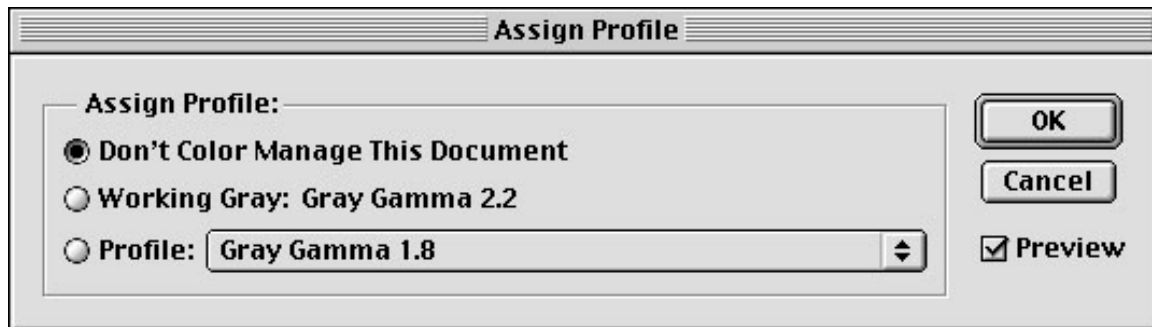 Assign Profile
Assign Profile:
Don't Color Manage This Document
Working Gray: Gray Gamma 2.2
Profile: Gray Gamma 1.8
OK
Cancel
Preview